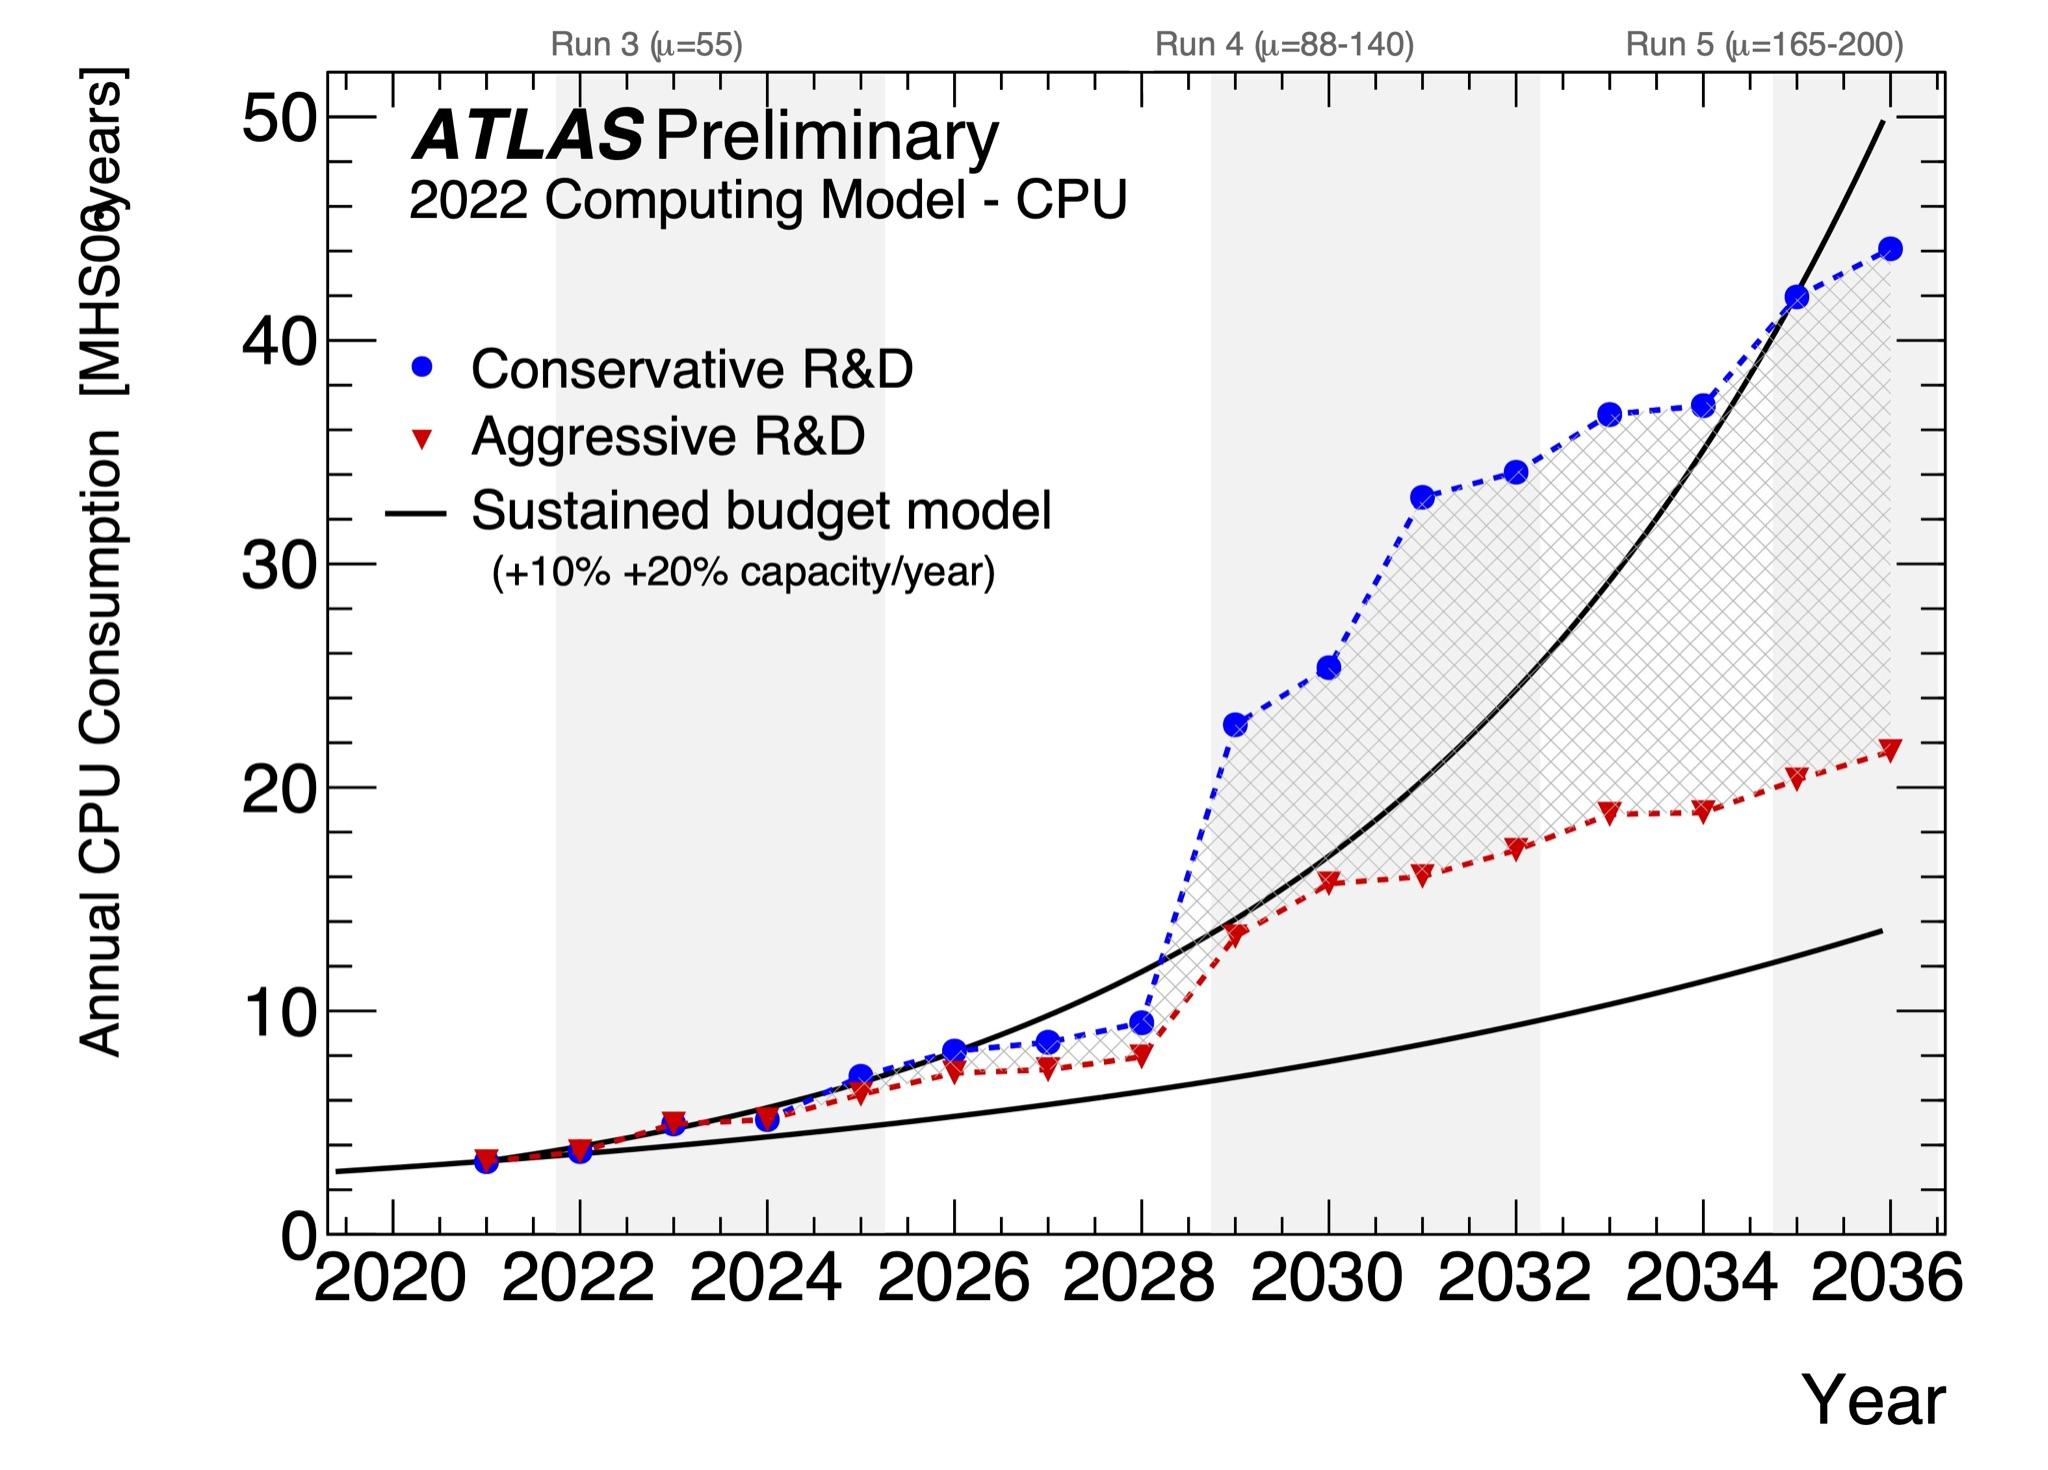 Run 3 (μ=55)
Run 4 (μ=88-140)
Run 5 (μ=165-200)
ATLAS Preliminary
2022 Computing Model - CPU
Conservative R&D
Aggressive R&D
Sustained budget model
(+10% +20% capacity/year)
Annual CPU Consumption [MHS06years]
50
40
30
20
10
0
2020 2022 2024 2026 2028 2030 2032 2034 2036
Year